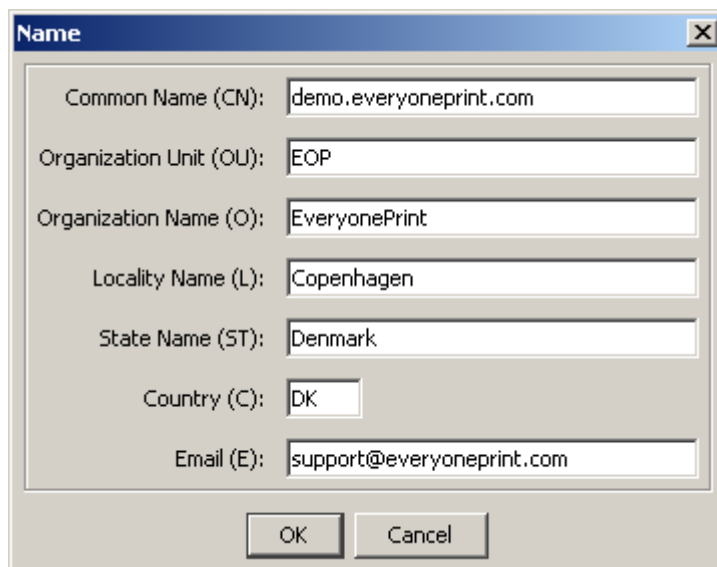 Name
Common Name (CN): demo.everyoneprint.com
Organization Unit (OU): EOP
Organization Name (O): EveryonePrint
Locality Name (L): Copenhagen
State Name (ST): Denmark
Country (C): DK
Email (E): support@everyoneprint.com
OK Cancel